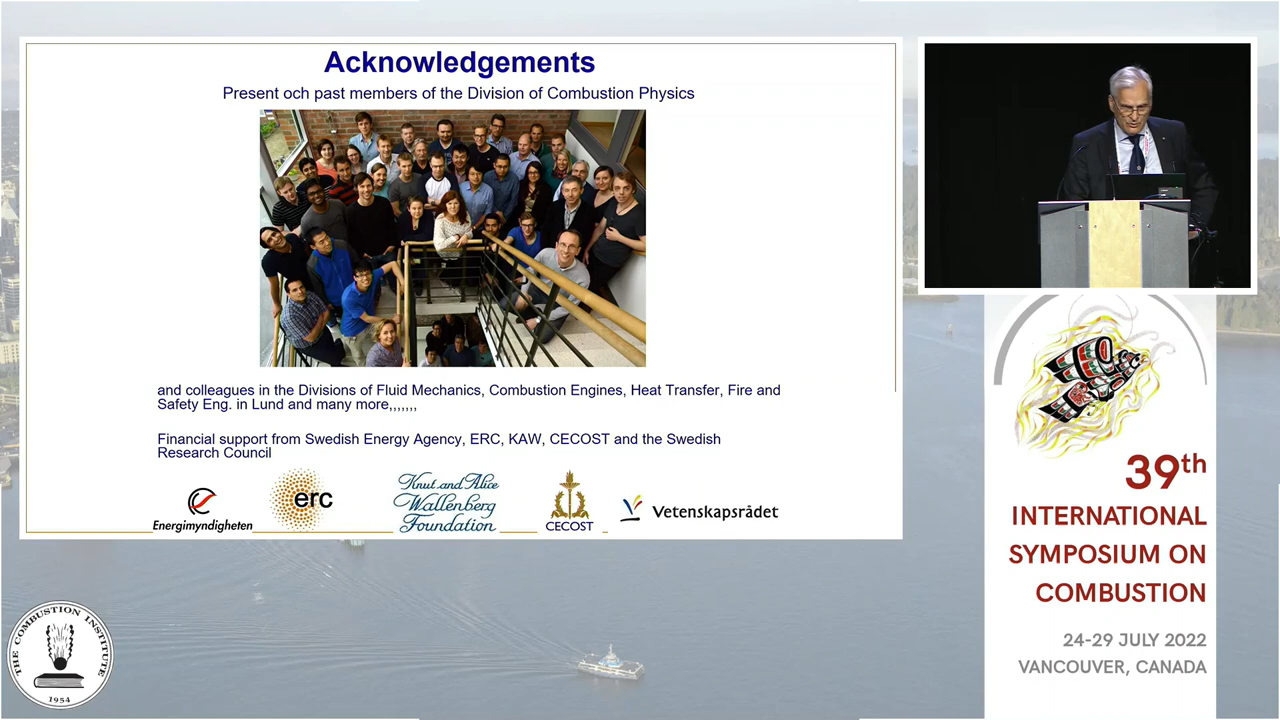 Acknowledgements
Present och past members of the Division of Combustion Physics
and colleagues in the Divisions of Fluid Mechanics, Combustion Engines, Heat Transfer, Fire and
Safety Eng. in Lund and many more,,,,,,,
Financial support from Swedish Energy Agency, ERC, KAW, CECOST and the Swedish
Research Council
Energimyndigheten
erc
Knut and Alice
Wallenberg
Foundation
CECOST
Vetenskapsrådet
39th
INTERNATIONAL
SYMPOSIUM ON
COMBUSTION
24-29 JULY 2022
VANCOUVER, CANADA
THE COMBUSTION INSTITUTE
1954